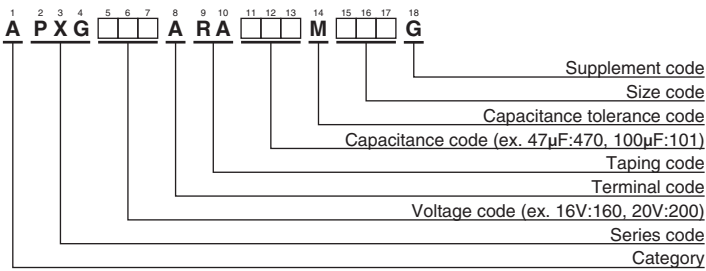 1 2 3 4 5 6 7 8 9 10 11 12 13 14 15 16 17 18
A P X G A R A M G
Supplement code
Size code
Capacitance tolerance code
Capacitance code (ex. 47µF:470, 100µF:101)
Taping code
Terminal code
Voltage code (ex. 16V:160, 20V:200)
Series code
Category